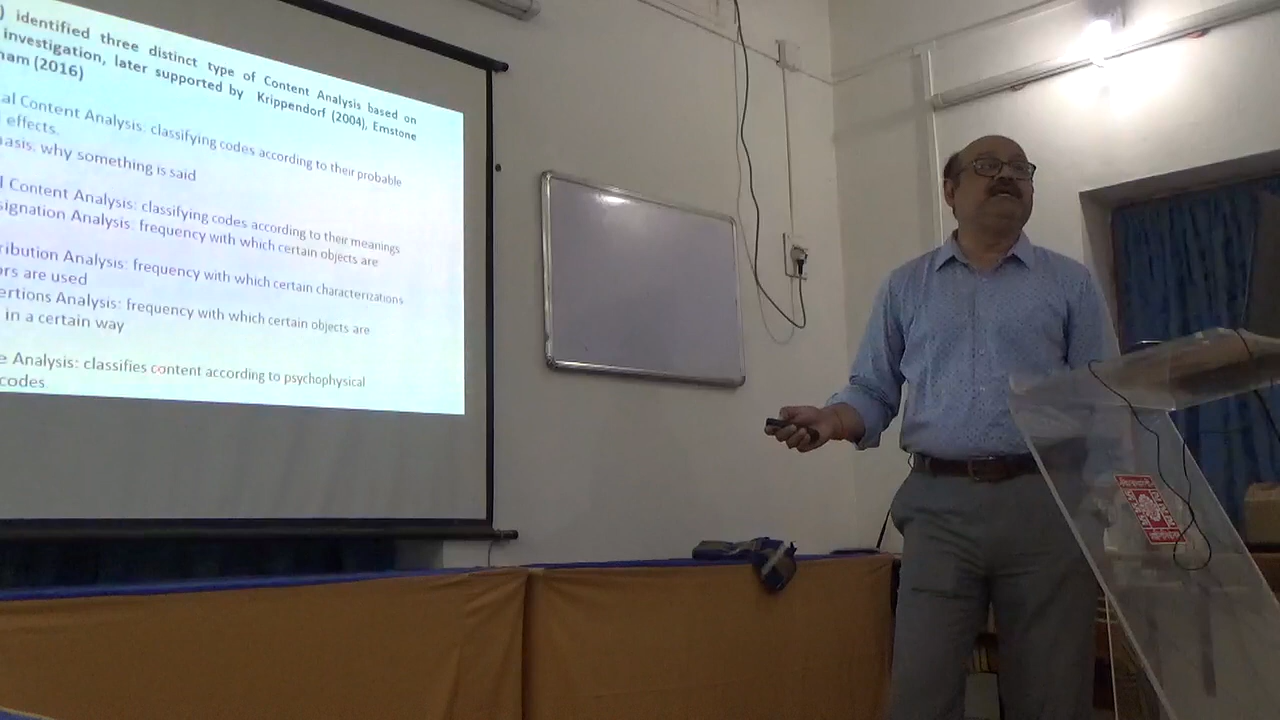 ) identified three distinct type of Content Analysis based on
investigation, later supported by Krippendorf (2004), Emstone
ham (2016)
al Content Analysis: classifying codes according to their probable
effects.
asis: why something is said
l Content Analysis: classifying codes according to their meanings
signation Analysis: frequency with which certain objects are
ribution Analysis: frequency with which certain characterizations
ors are used
ertions Analysis: frequency with which certain objects are
in a certain way
e Analysis: classifies content according to psychophysical
codes